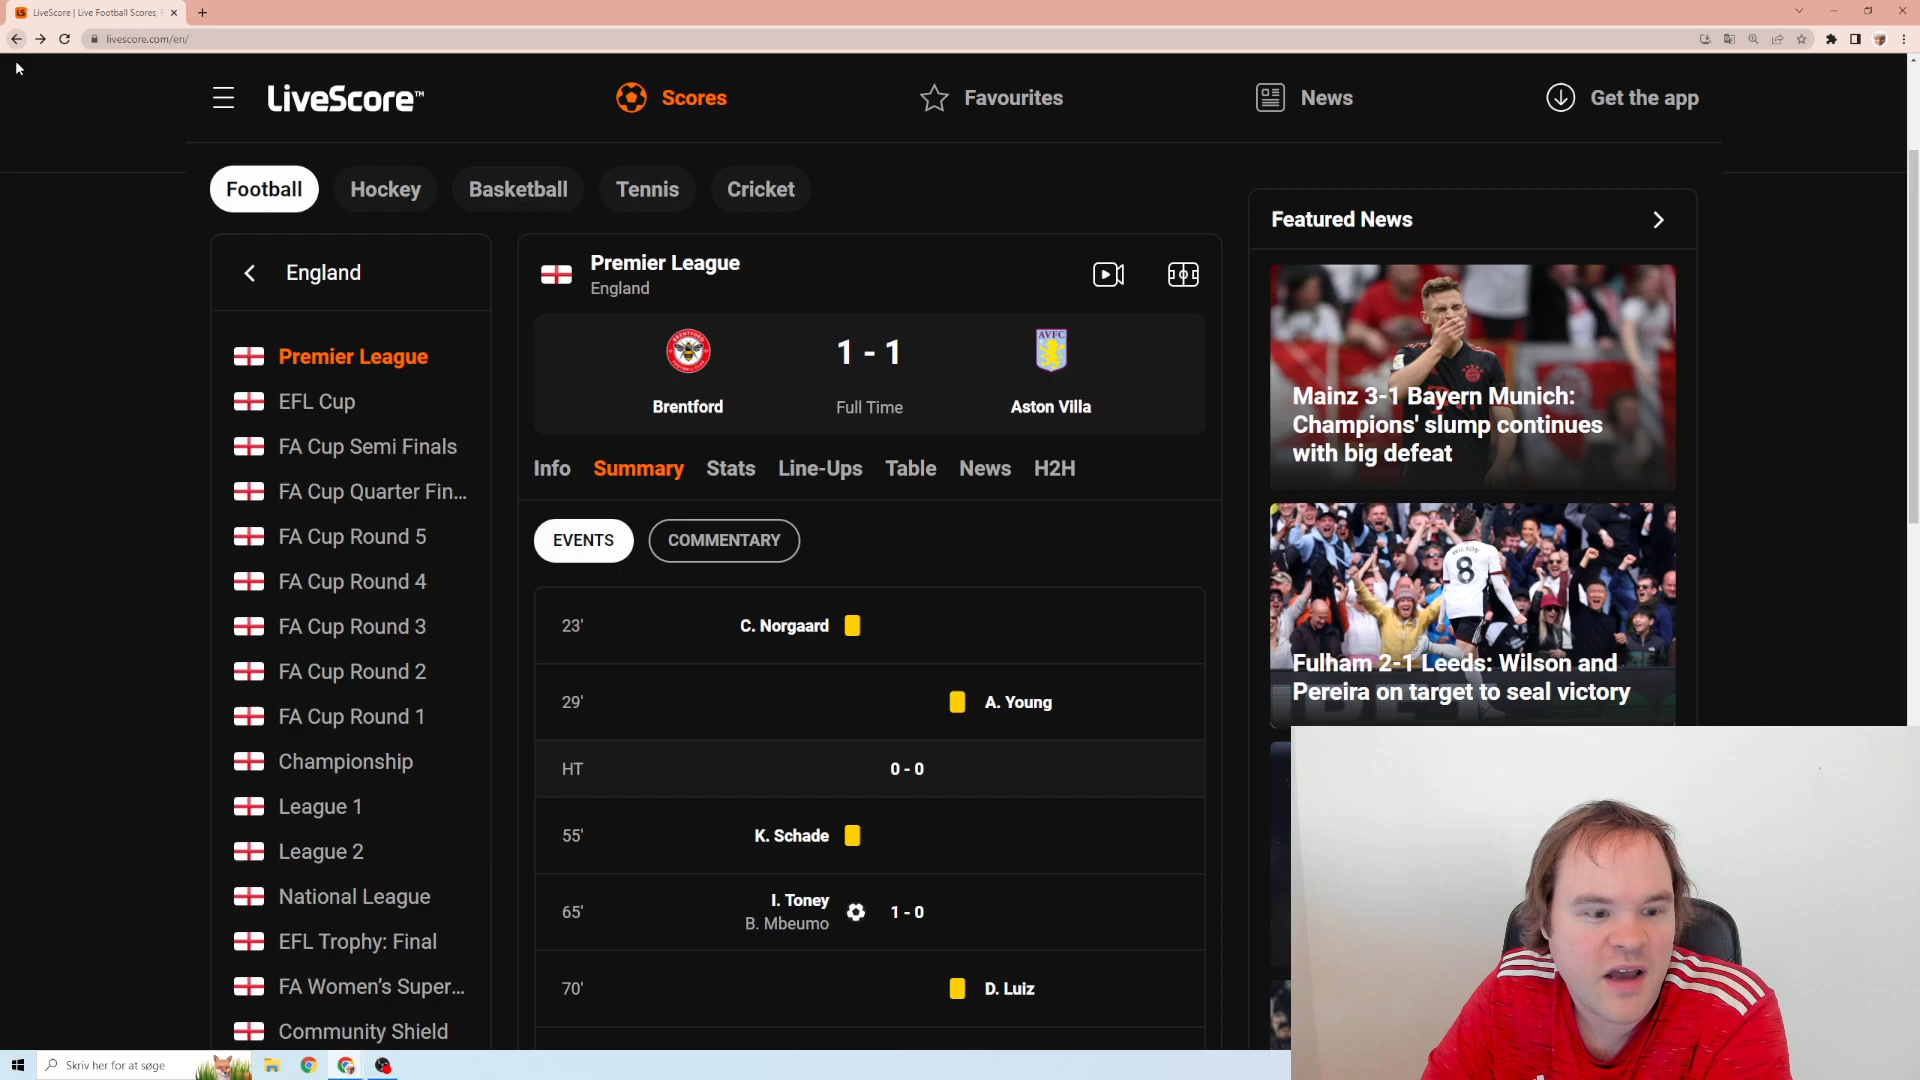 LiveScore | Live Football Scores, F
livescore.com/en/
LiveScore™
Scores
Favourites
News
Get the app
Football
Hockey
Basketball
Tennis
Cricket
England
Premier League
EFL Cup
FA Cup Semi Finals
FA Cup Quarter Fin...
FA Cup Round 5
FA Cup Round 4
FA Cup Round 3
FA Cup Round 2
FA Cup Round 1
Championship
League 1
League 2
National League
EFL Trophy: Final
FA Women's Super...
Community Shield
Premier League
England
Brentford
1 - 1
Full Time
AVFC
Aston Villa
Info
Summary
Stats
Line-Ups
Table
News
H2H
EVENTS
COMMENTARY
23'
C. Norgaard
29'
A. Young
HT
0 - 0
55'
K. Schade
65'
I. Toney
B. Mbeumo
1 - 0
70'
D. Luiz
Featured News
Mainz 3-1 Bayern Munich:
Champions' slump continues
with big defeat
WILSON
8
Fulham 2-1 Leeds: Wilson and
Pereira on target to seal victory
Skriv her for at søge